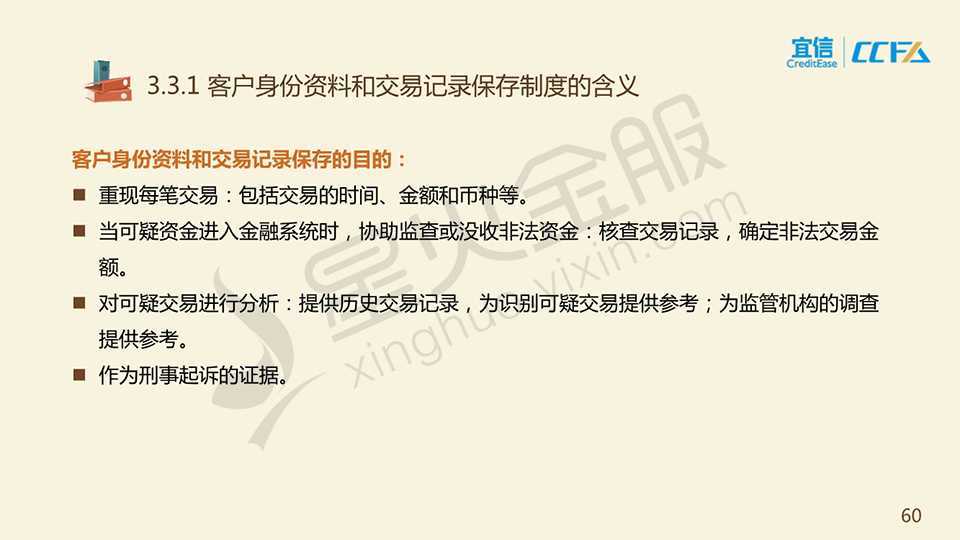 宜信
CreditEase
CCFA
3.3.1 客户身份资料和交易记录保存制度的含义
客户身份资料和交易记录保存的目的：
重现每笔交易：包括交易的时间、金额和币种等。
当可疑资金进入金融系统时，协助监查或没收非法资金：核查交易记录，确定非法交易金
额。
对可疑交易进行分析：提供历史交易记录，为识别可疑交易提供参考；为监管机构的调查
提供参考。
作为刑事起诉的证据。
星火金服
xinghuo.yixin.com
60